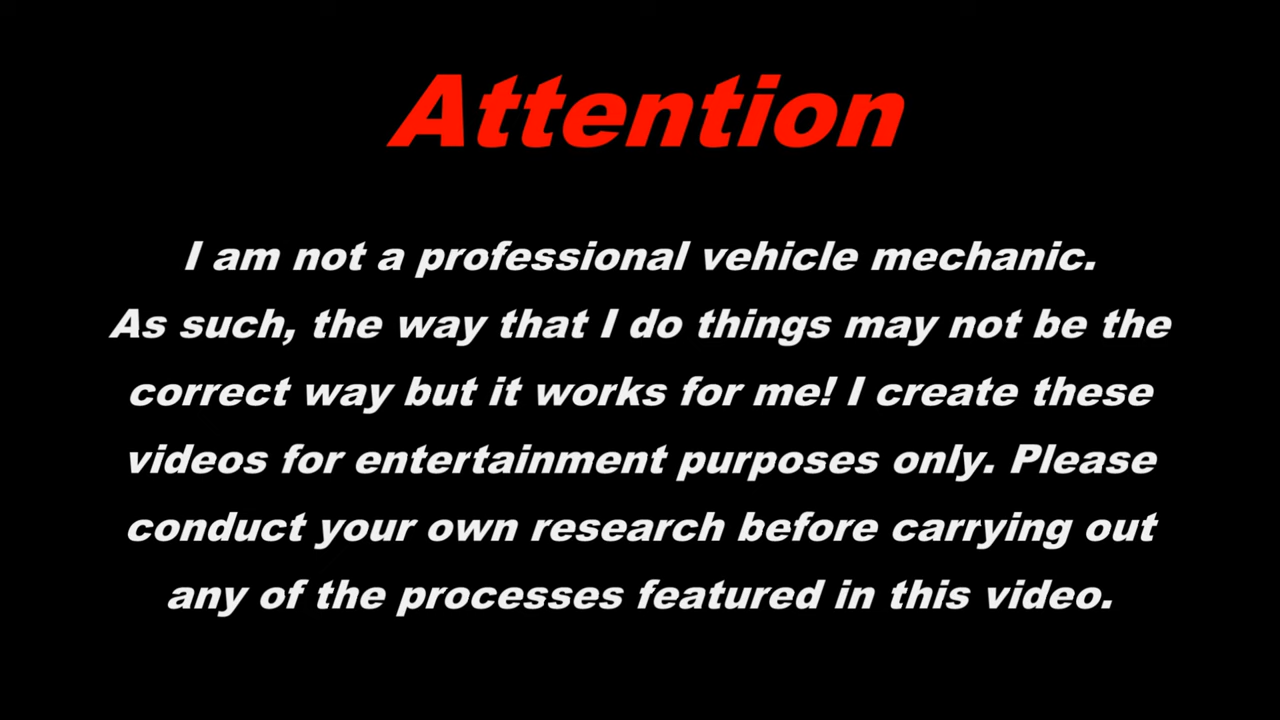 Attention
I am not a professional vehicle mechanic.
As such, the way that I do things may not be the
correct way but it works for me! I create these
videos for entertainment purposes only. Please
conduct your own research before carrying out
any of the processes featured in this video.